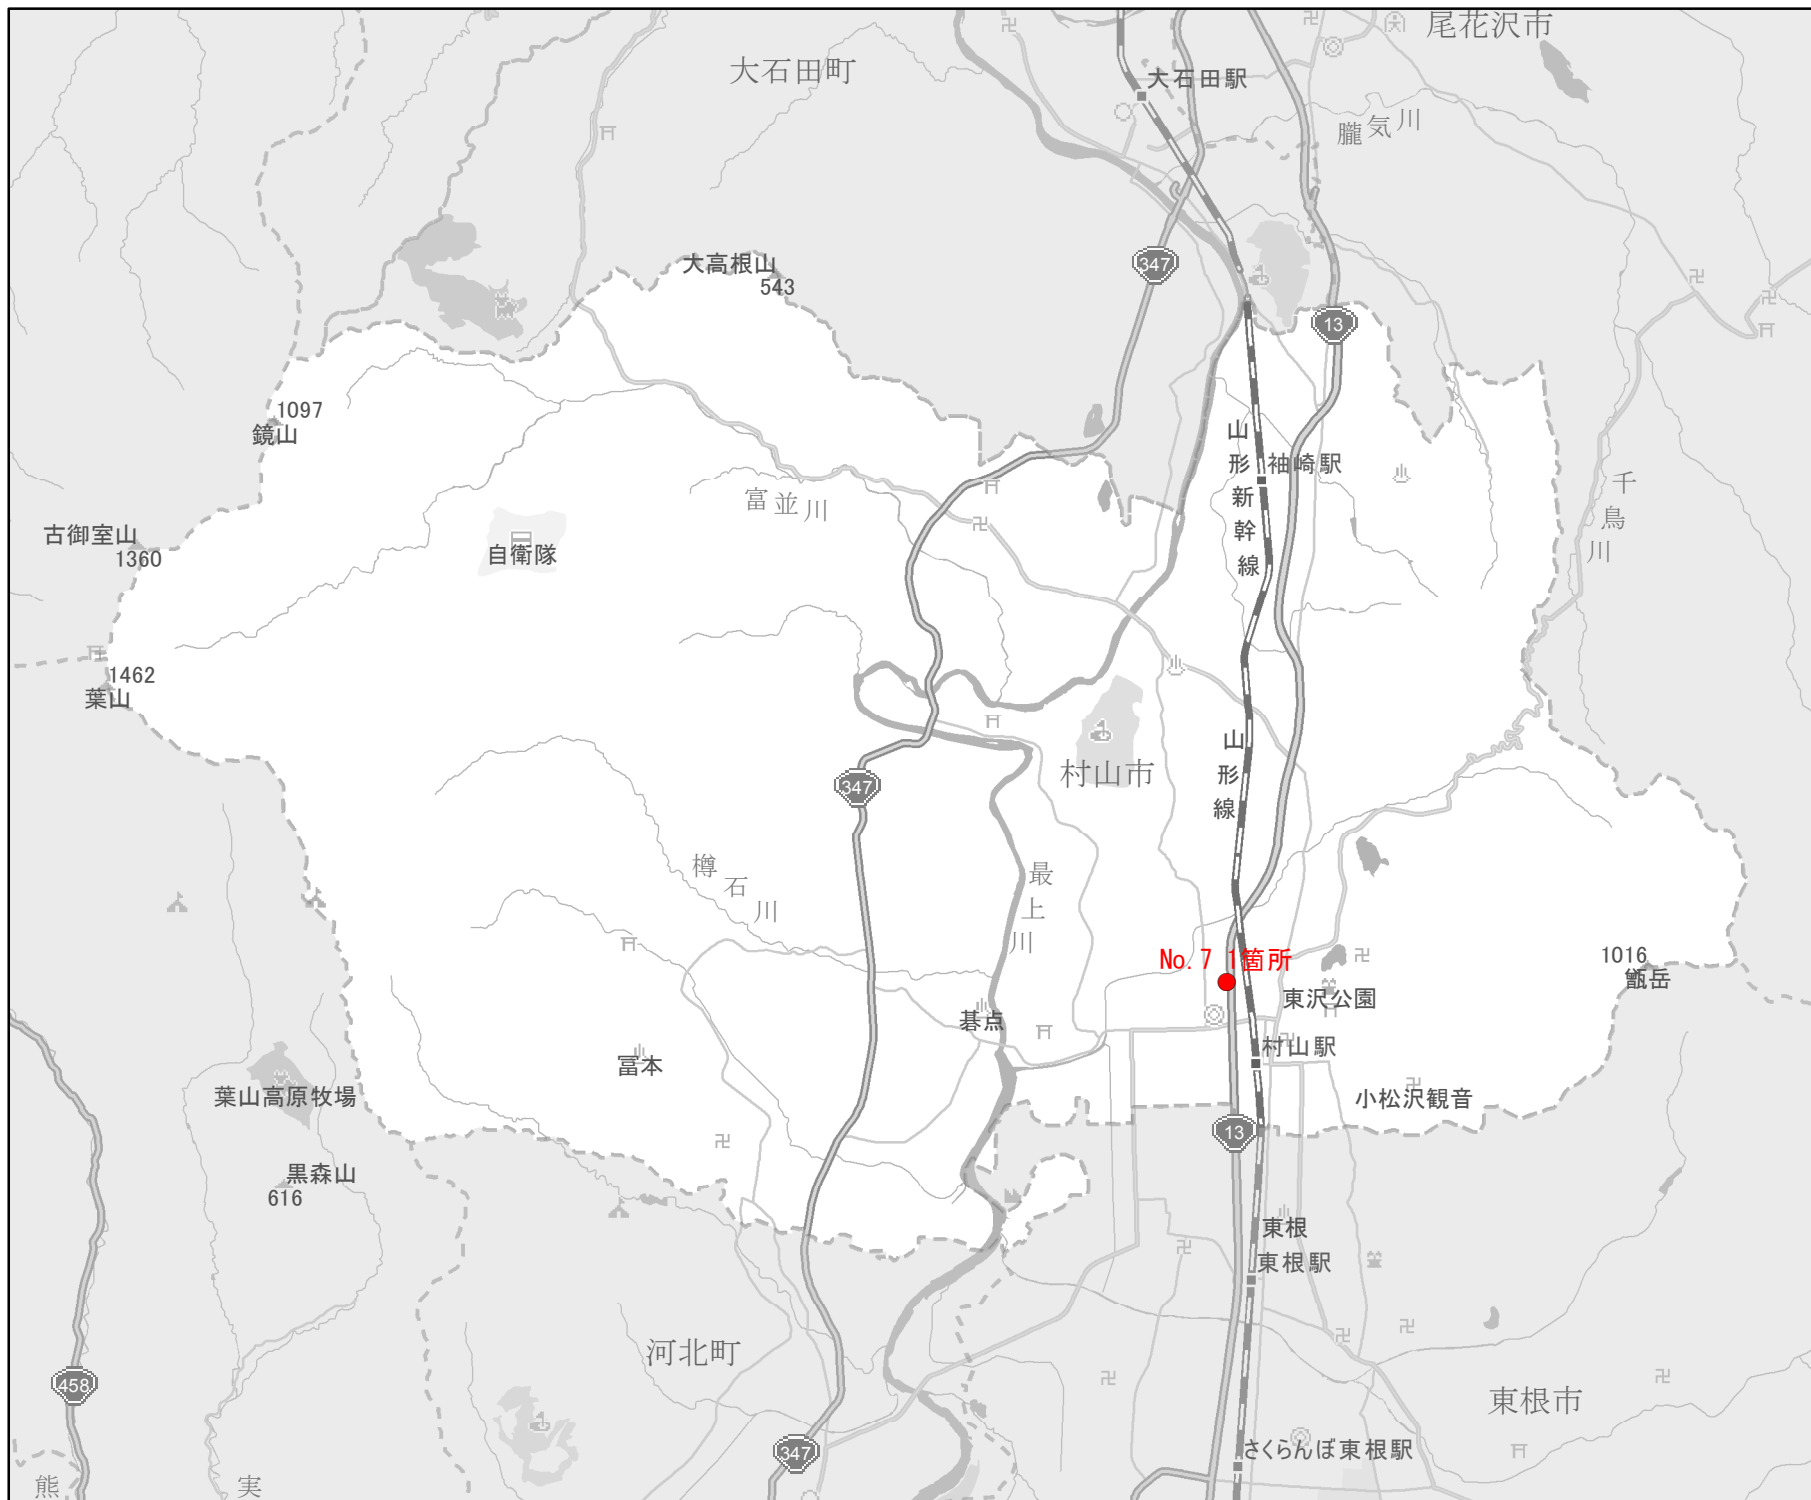 尾花沢市
大石田町
大石田駅
朧気川
大高根山
543
347
13
1097
鏡山
山形新幹線
袖崎駅
富並川
千鳥川
古御室山
1360
自衛隊
1462
葉山
山形線
村山市
347
樽石川
最上川
No.7 1箇所
1016
甑岳
東沢公園
碁点
村山駅
冨本
葉山高原牧場
小松沢観音
13
黒森山
616
東根
東根駅
河北町
458
東根市
347
さくらんぼ東根駅
熊
実